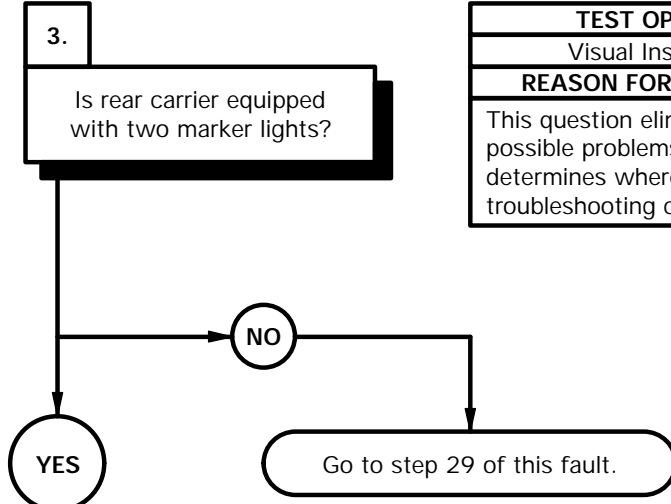 3.
Is rear carrier equipped
with two marker lights?
TEST OP
Visual Ins
REASON FOR
This question elin
possible problems
determines where
troubleshooting
NO
YES
Go to step 29 of this fault.